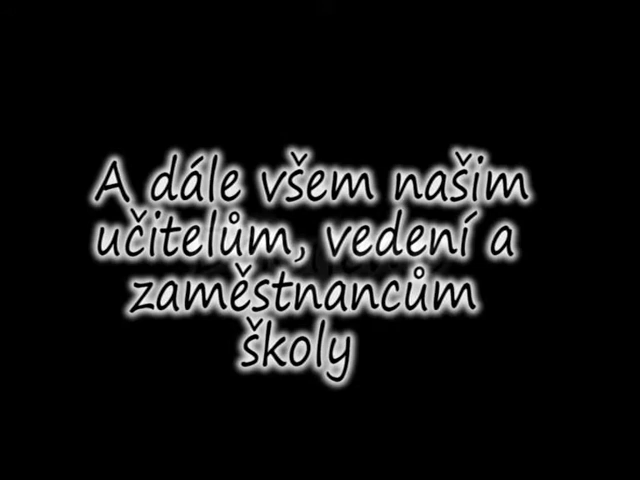 A dále všem našim
učitelům, vedení a
zaměstnancům
školy